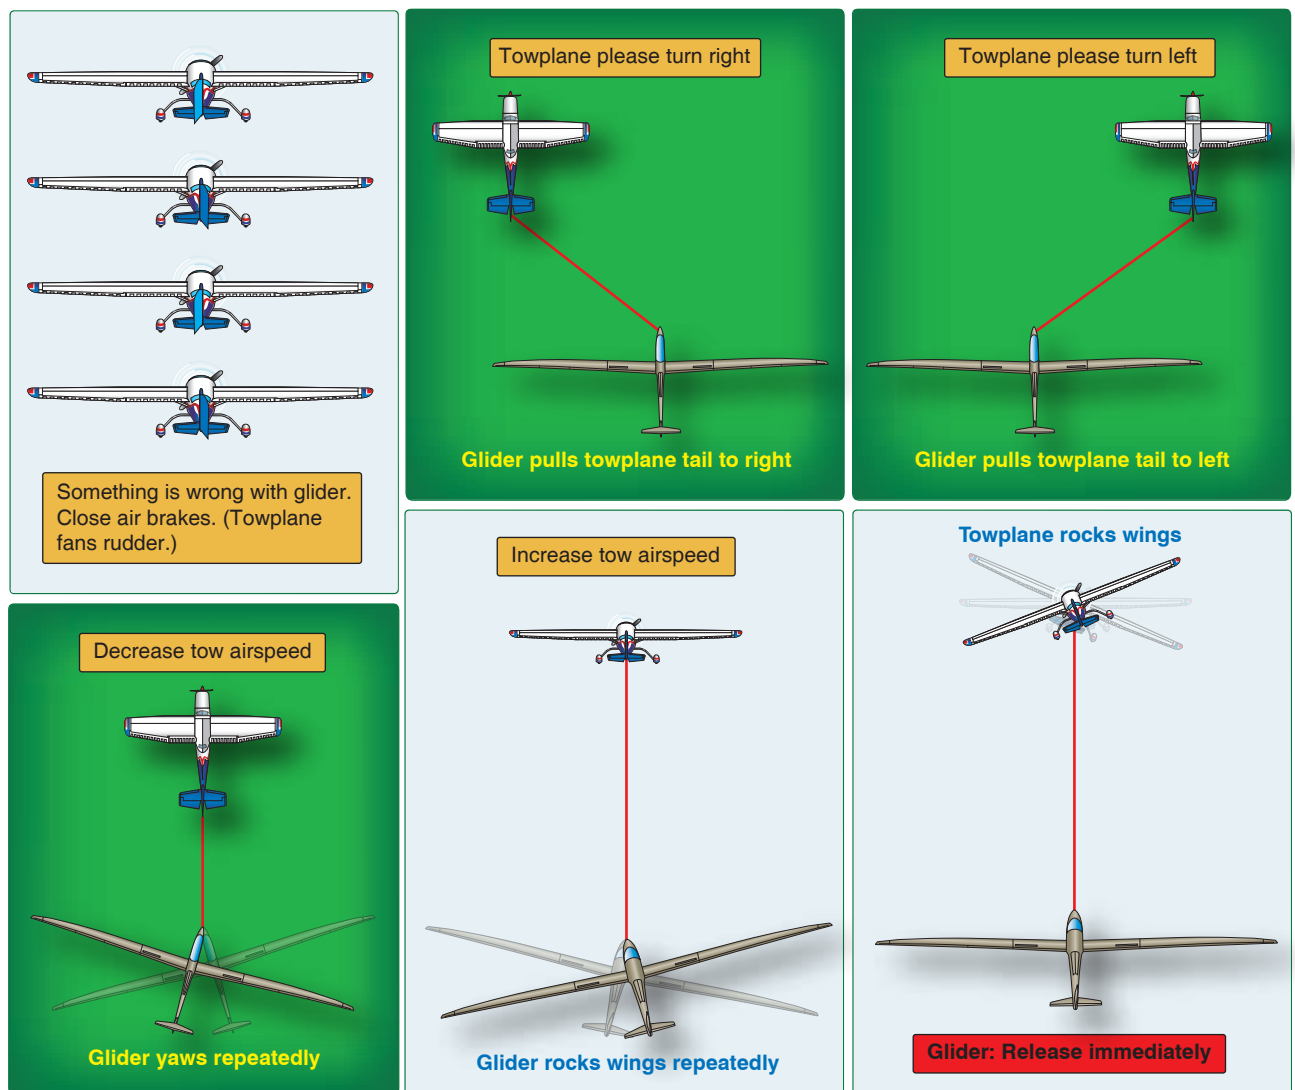 Something is wrong with glider.
Close air brakes. (Towplane
fans rudder.)
Towplane please turn right
Glider pulls towplane tail to right
Towplane please turn left
Glider pulls towplane tail to left
Decrease tow airspeed
Glider yaws repeatedly
Increase tow airspeed
Glider rocks wings repeatedly
Towplane rocks wings
Glider: Release immediately